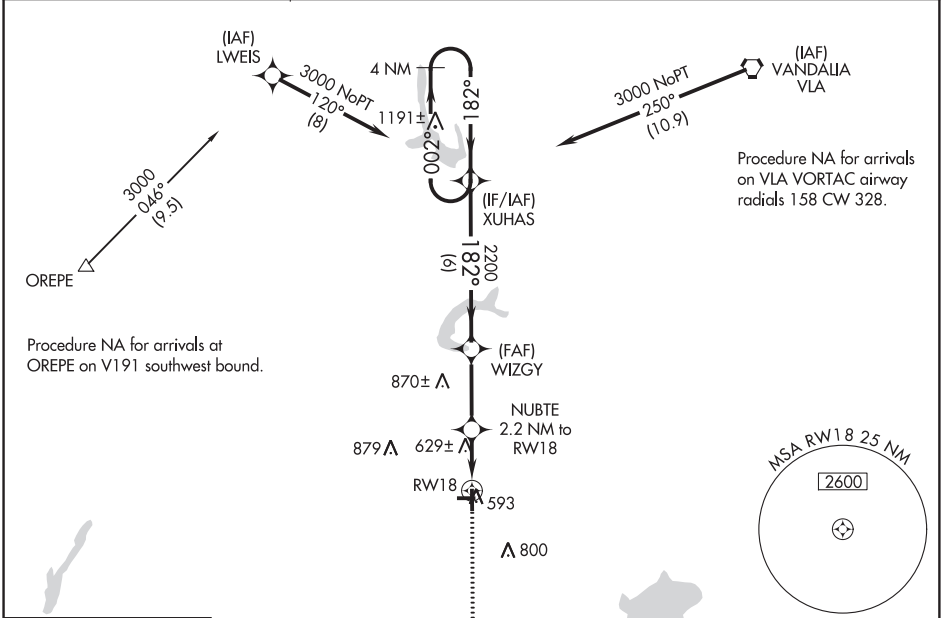 (IAF)
LWEIS
3000 NoPT
120°
(8)
4 NM
1191±
002°
182°
(IF/IAF)
XUHAS
3000 NoPT
250°
(10.9)
(IAF)
VANDALIA
VLA
Procedure NA for arrivals
on VLA VORTAC airway
radials 158 CW 328.
3000
046°
(9.5)
OREPE
Procedure NA for arrivals at
OREPE on V191 southwest bound.
2200
182°
(6)
(FAF)
WIZGY
870±
NUBTE
2.2 NM to
RW18
879
629±
RW18
593
800
MSA RW18 25 NM
2600